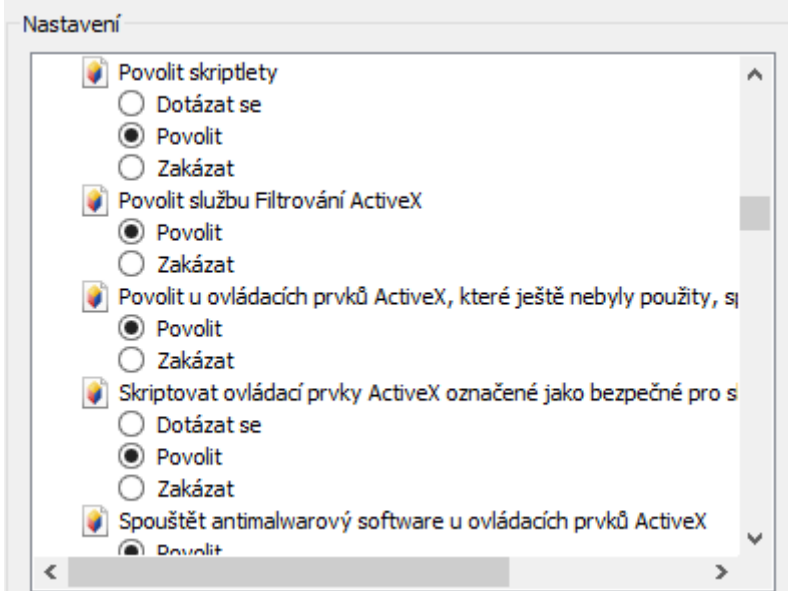 Nastavení
Povolit skriptlety
Dotázat se
Povolit
Zakázat
Povolit službu Filtrování ActiveX
Povolit
Zakázat
Povolit u ovládacích prvků ActiveX, které ještě nebyly použity,
Povolit
Zakázat
Skriptovat ovládací prvky ActiveX označené jako bezpečné pro
Dotázat se
Povolit
Zakázat
Spouštět antimalwarový software u ovládacích prvků ActiveX
Povolit